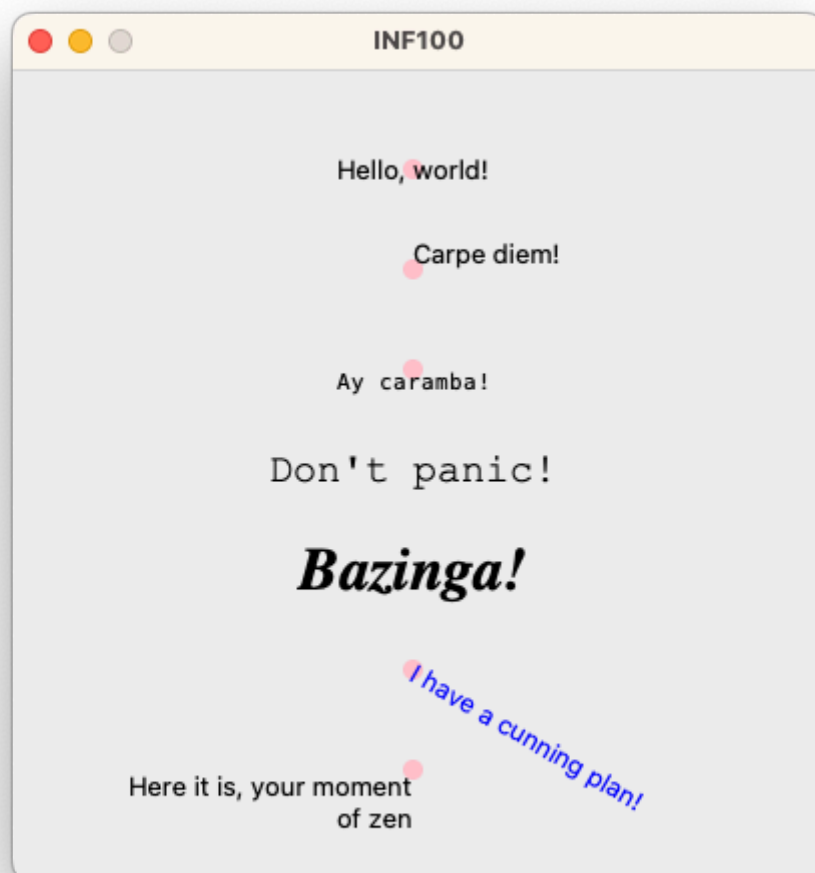 INF100
Hello, world!
Carpe diem!
Ay caramba!
Don't panic!
Bazinga!
I have a cunning plan!
Here it is, your moment
of zen